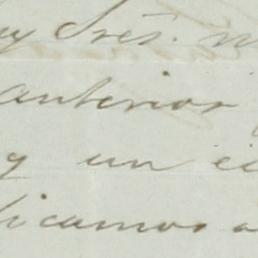 Sres.
anterior
y un
icamos a